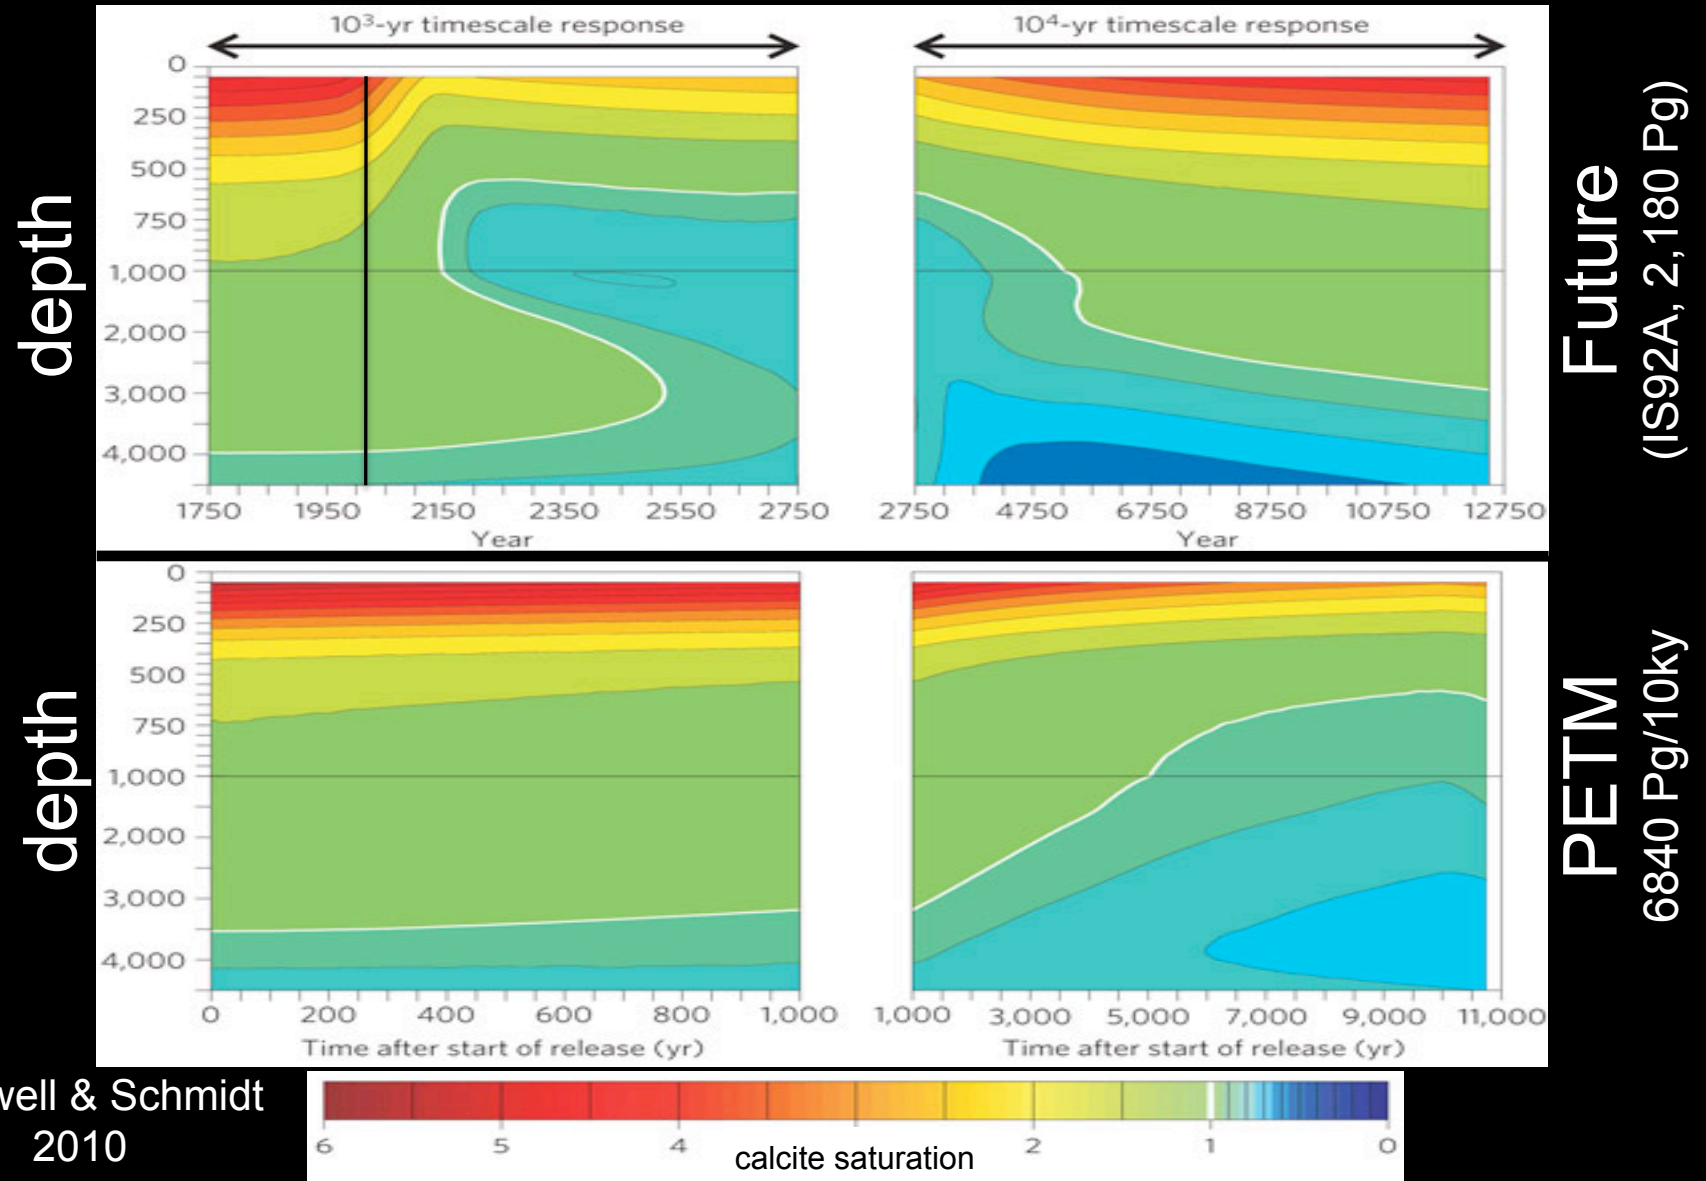 10³-yr timescale response
10⁴-yr timescale response
depth
0
250
500
750
1,000
2,000
3,000
4,000
1750 1950 2150 2350 2550 2750
Year
2750 4750 6750 8750 10750 12750
Year
Future
(IS92A, 2,180 Pg)
depth
0
250
500
750
1,000
2,000
3,000
4,000
0 200 400 600 800 1,000
Time after start of release (yr)
1,000 3,000 5,000 7,000 9,000 11,000
Time after start of release (yr)
PETM
6840 Pg/10ky
well & Schmidt
2010
6 5 4 2 1 0
calcite saturation